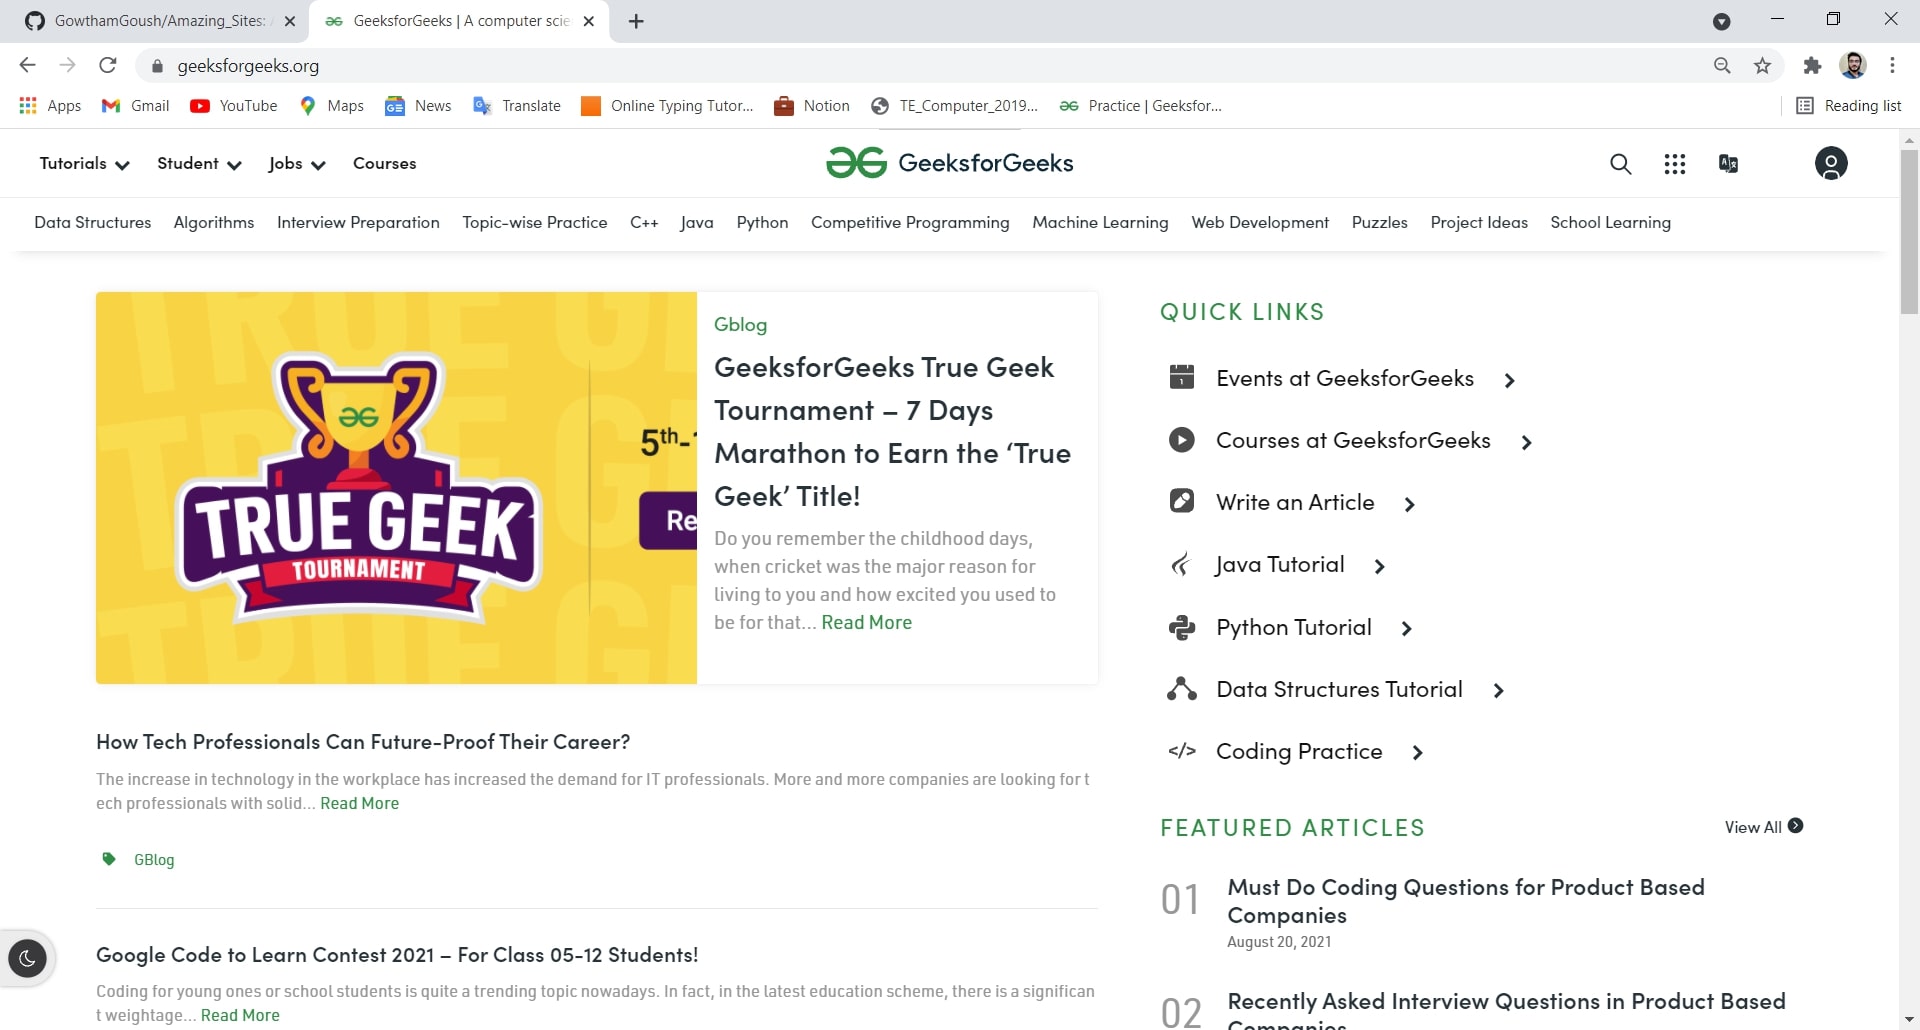 GowthamGoush/Amazing_Sites:
GeeksforGeeks | A computer scie
geeksforgeeks.org
Apps
Gmail
YouTube
Maps
News
Translate
Online Typing Tutor...
Notion
TE_Computer_2019...
Practice | Geeksfor...
Reading list
Tutorials
Student
Jobs
Courses
GeeksforGeeks
Data Structures
Algorithms
Interview Preparation
Topic-wise Practice
C++
Java
Python
Competitive Programming
Machine Learning
Web Development
Puzzles
Project Ideas
School Learning
TRUE GEEK
TOURNAMENT
5th-
Re
Gblog
GeeksforGeeks True Geek
Tournament – 7 Days
Marathon to Earn the ‘True
Geek’ Title!
Do you remember the childhood days,
when cricket was the major reason for
living to you and how excited you used to
be for that... Read More
How Tech Professionals Can Future-Proof Their Career?
The increase in technology in the workplace has increased the demand for IT professionals. More and more companies are looking for t
ech professionals with solid... Read More
GBlog
Google Code to Learn Contest 2021 – For Class 05-12 Students!
Coding for young ones or school students is quite a trending topic nowadays. In fact, in the latest education scheme, there is a significan
t weightage... Read More
QUICK LINKS
Events at GeeksforGeeks
Courses at GeeksforGeeks
Write an Article
Java Tutorial
Python Tutorial
Data Structures Tutorial
</> Coding Practice
FEATURED ARTICLES
View All
01
Must Do Coding Questions for Product Based
Companies
August 20, 2021
02
Recently Asked Interview Questions in Product Based
Companies